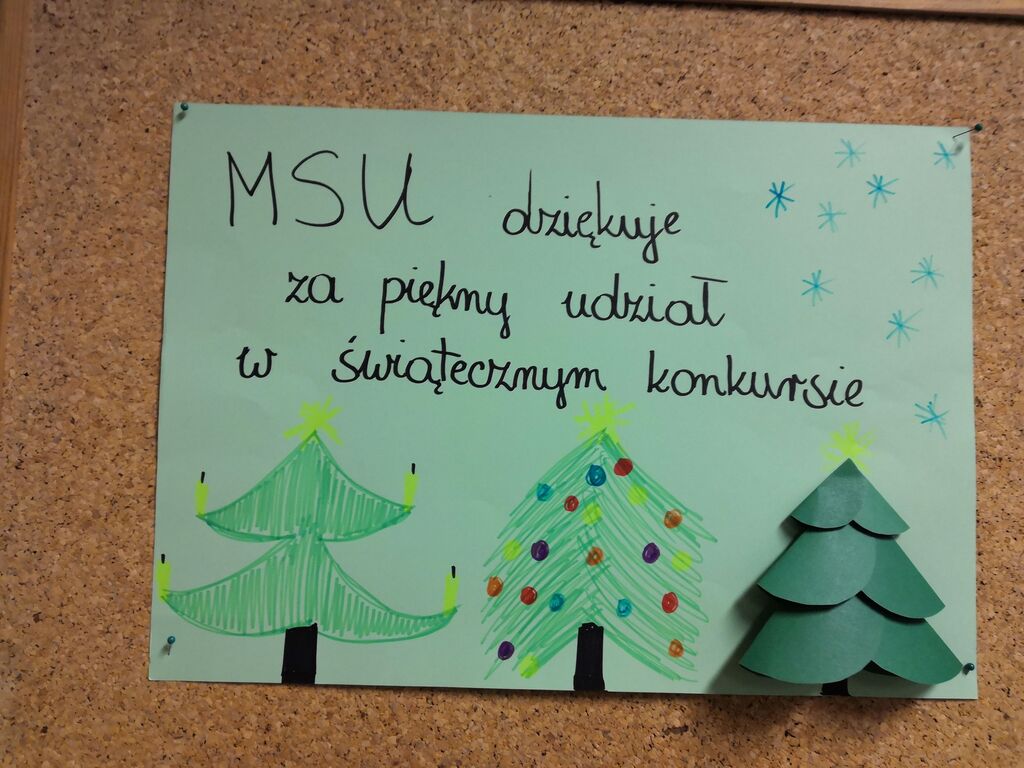 MSU dziękuje
za piękny udział
w świątecznym konkursie